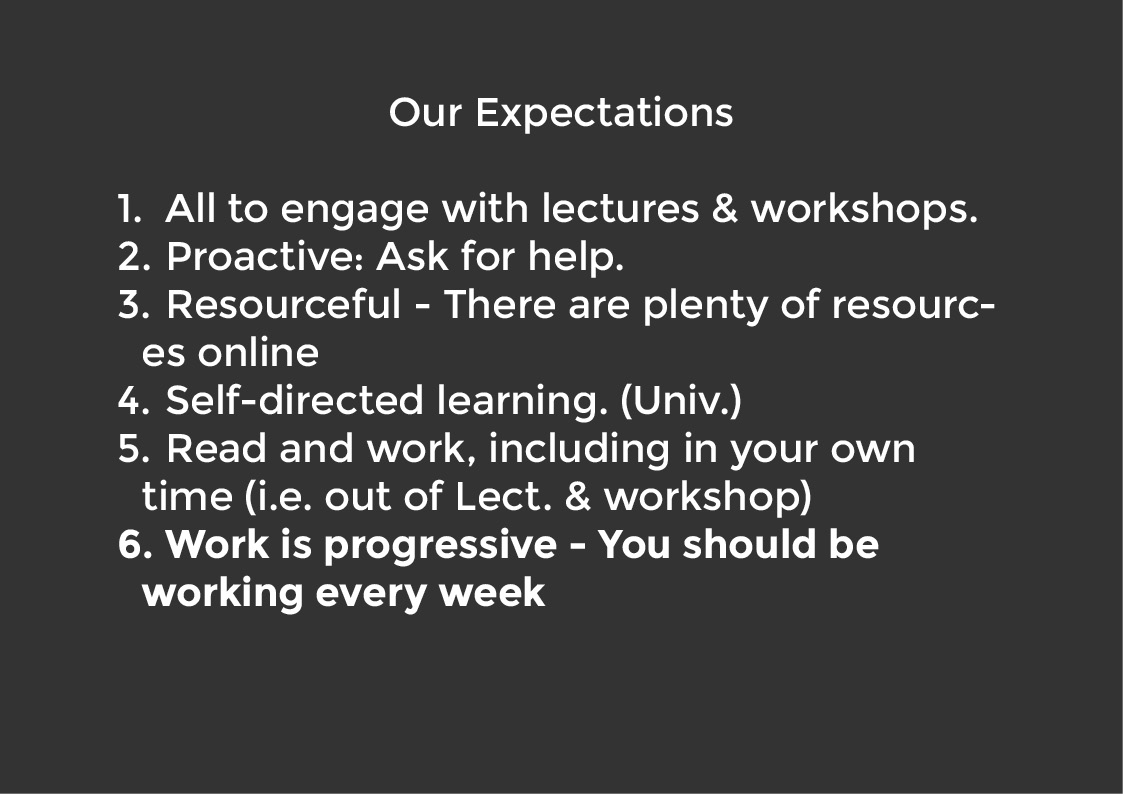 Our Expectations
1. All to engage with lectures & workshops.
2. Proactive: Ask for help.
3. Resourceful - There are plenty of resourc-
es online
4. Self-directed learning. (Univ.)
5. Read and work, including in your own
time (i.e. out of Lect. & workshop)
6. Work is progressive - You should be
working every week